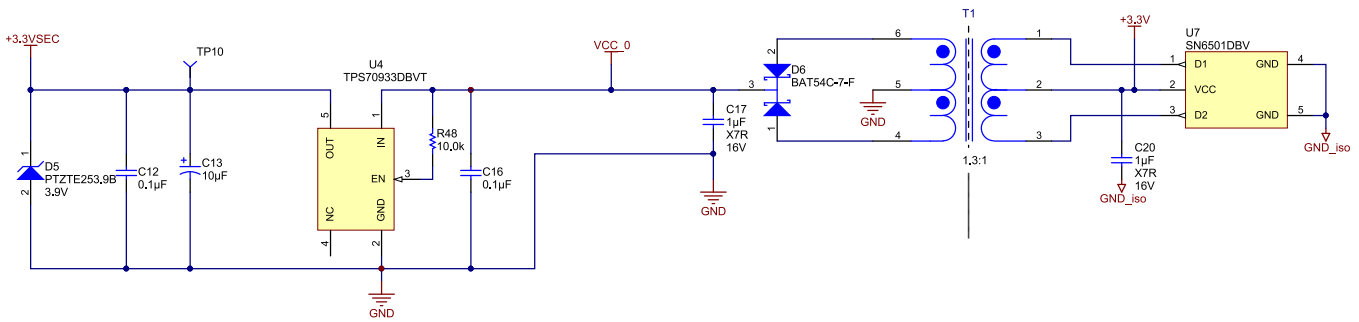 +3.3VSEC
TP10
U4
TPS70933DBVT
VCC_0
T1
+3.3V
U7
SN6501DBV
5
OUT
1
IN
EN
3
NC
4
GND
2
R48
10.0k
C16
0.1µF
1
D5
PTZTE253.9B
3.9V
2
C12
0.1µF
C13
10µF
GND
C17
1µF
X7R
16V
GND
3
2
D6
BAT54C-7-F
1
6
5
4
GND
1.3:1
1
2
3
1
D1
2
VCC
3
D2
GND
4
GND
5
C20
1µF
X7R
16V
GND_iso
GND_iso